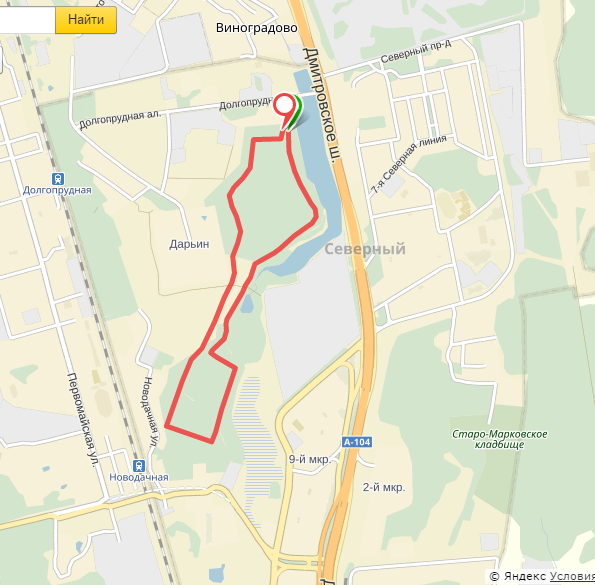 Найти
Виноградово
Северный пр-д
Дмитровское ш.
Долгопрудная ал.
7-я Северная линия
Долгопрудная
Дарьин
Северный
Первомайская ул.
Новодачная ул.
Старо-Марковское
кладбище
А-104
9-й мкр.
Новодачная
2-й мкр.
© Яндекс Условия